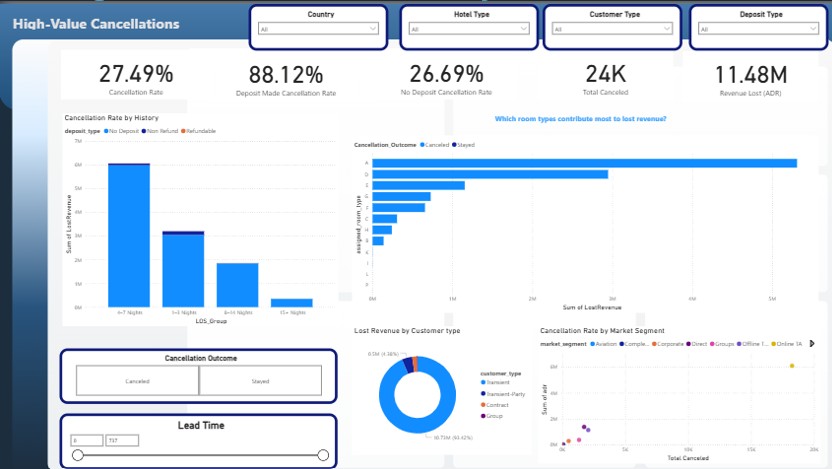 High-Value Cancellations
Country
All
Hotel Type
All
Customer Type
All
Deposit Type
All
27.49%
Cancellation Rate
88.12%
Deposit Made Cancellation Rate
26.69%
No Deposit Cancellation Rate
24K
Total Canceled
11.48M
Revenue Lost (ADR)
Cancellation Rate by History
deposit_type No Deposit Non Refund Refundable
7M
6M
5M
4M
3M
2M
1M
0M
Sum of LostRevenue
4-7 Nights
1-3 Nights
8-14 Nights
15+ Nights
LOS_Group
Which room types contribute most to lost revenue?
Cancellation_Outcome Canceled Stayed
assigned_room_type
A
D
E
G
F
C
H
B
0M
1M
2M
3M
4M
5M
Sum of LostRevenue
Cancellation Outcome
Canceled
Stayed
Lead Time
0
737
Lost Revenue by Customer type
0.5M (4.38%)
10.73M (93.42%)
customer_type
Transient
Transient-Party
Contract
Group
Cancellation Rate by Market Segment
market_segment Aviation Comple... Corporate Direct Groups Offline T... Online TA
Sum of adr
6M
4M
2M
0M
0K
5K
10K
15K
20K
Total Canceled